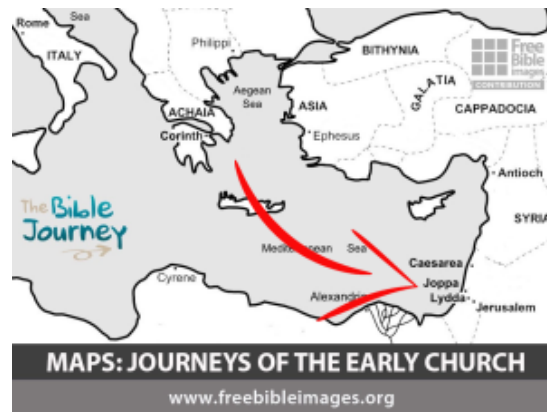 Rome
ITALY
Philippi
BITHYNIA
Free
Bible
Images
CONTRIBUTION
Aegean
Sea
ASIA
GALATIA
CAPPADOCIA
ACHAIA
Corinth
Ephesus
Antioch
The Bible
Journey
SYRIA
Mediterranean Sea
Caesarea
Cyrene
Alexandria
Joppa
Lydda
Jerusalem
MAPS: JOURNEYS OF THE EARLY CHURCH
www.freebibleimages.org